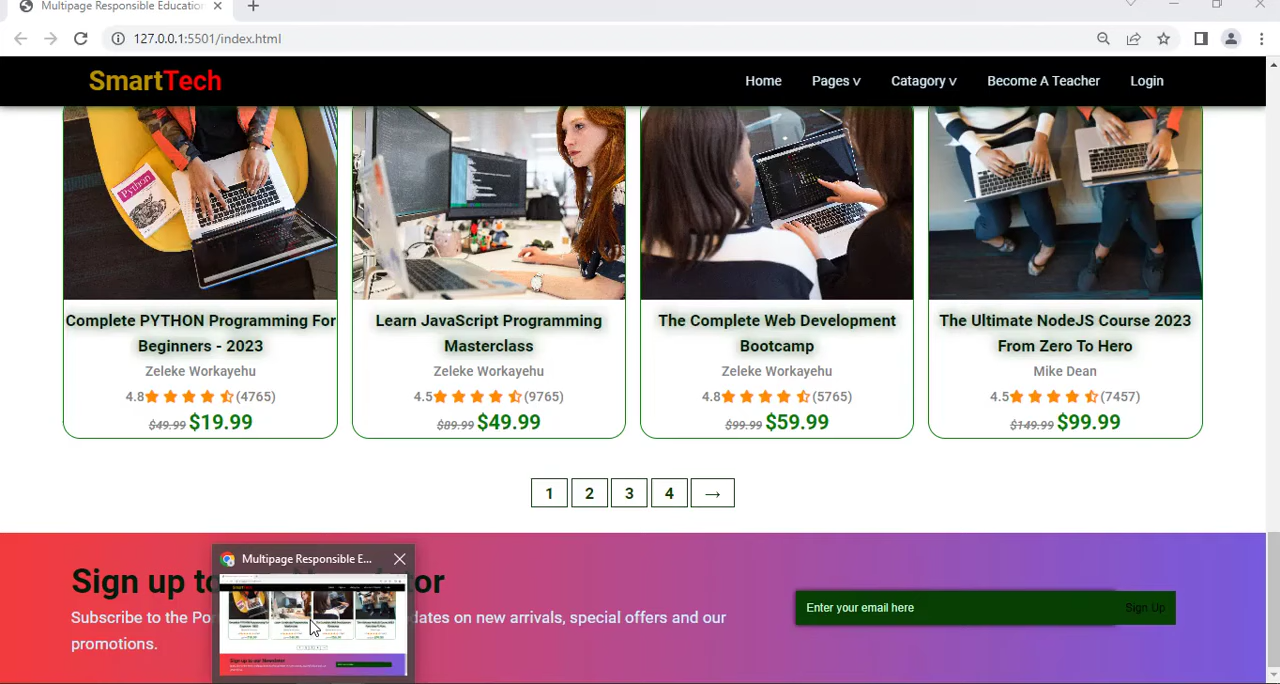 Multipage Responsible Educatio
127.0.0.1:5501/index.html
SmartTech
Home Pages v Catagory v Become A Teacher Login
Python
Complete PYTHON Programming For
Beginners - 2023
Zeleke Workayehu
4.8 (4765)
$49.99 $19.99
Learn JavaScript Programming
Masterclass
Zeleke Workayehu
4.5 (9765)
$89.99 $49.99
The Complete Web Development
Bootcamp
Zeleke Workayehu
4.8 (5765)
$99.99 $59.99
The Ultimate NodeJS Course 2023
From Zero To Hero
Mike Dean
4.5 (7457)
$149.99 $99.99
1 2 3 4 →
Multipage Responsible E...
Sign up to
Subscribe to the
dates on new arrivals, special offers and our
promotions.
Enter your email here
Sign Up